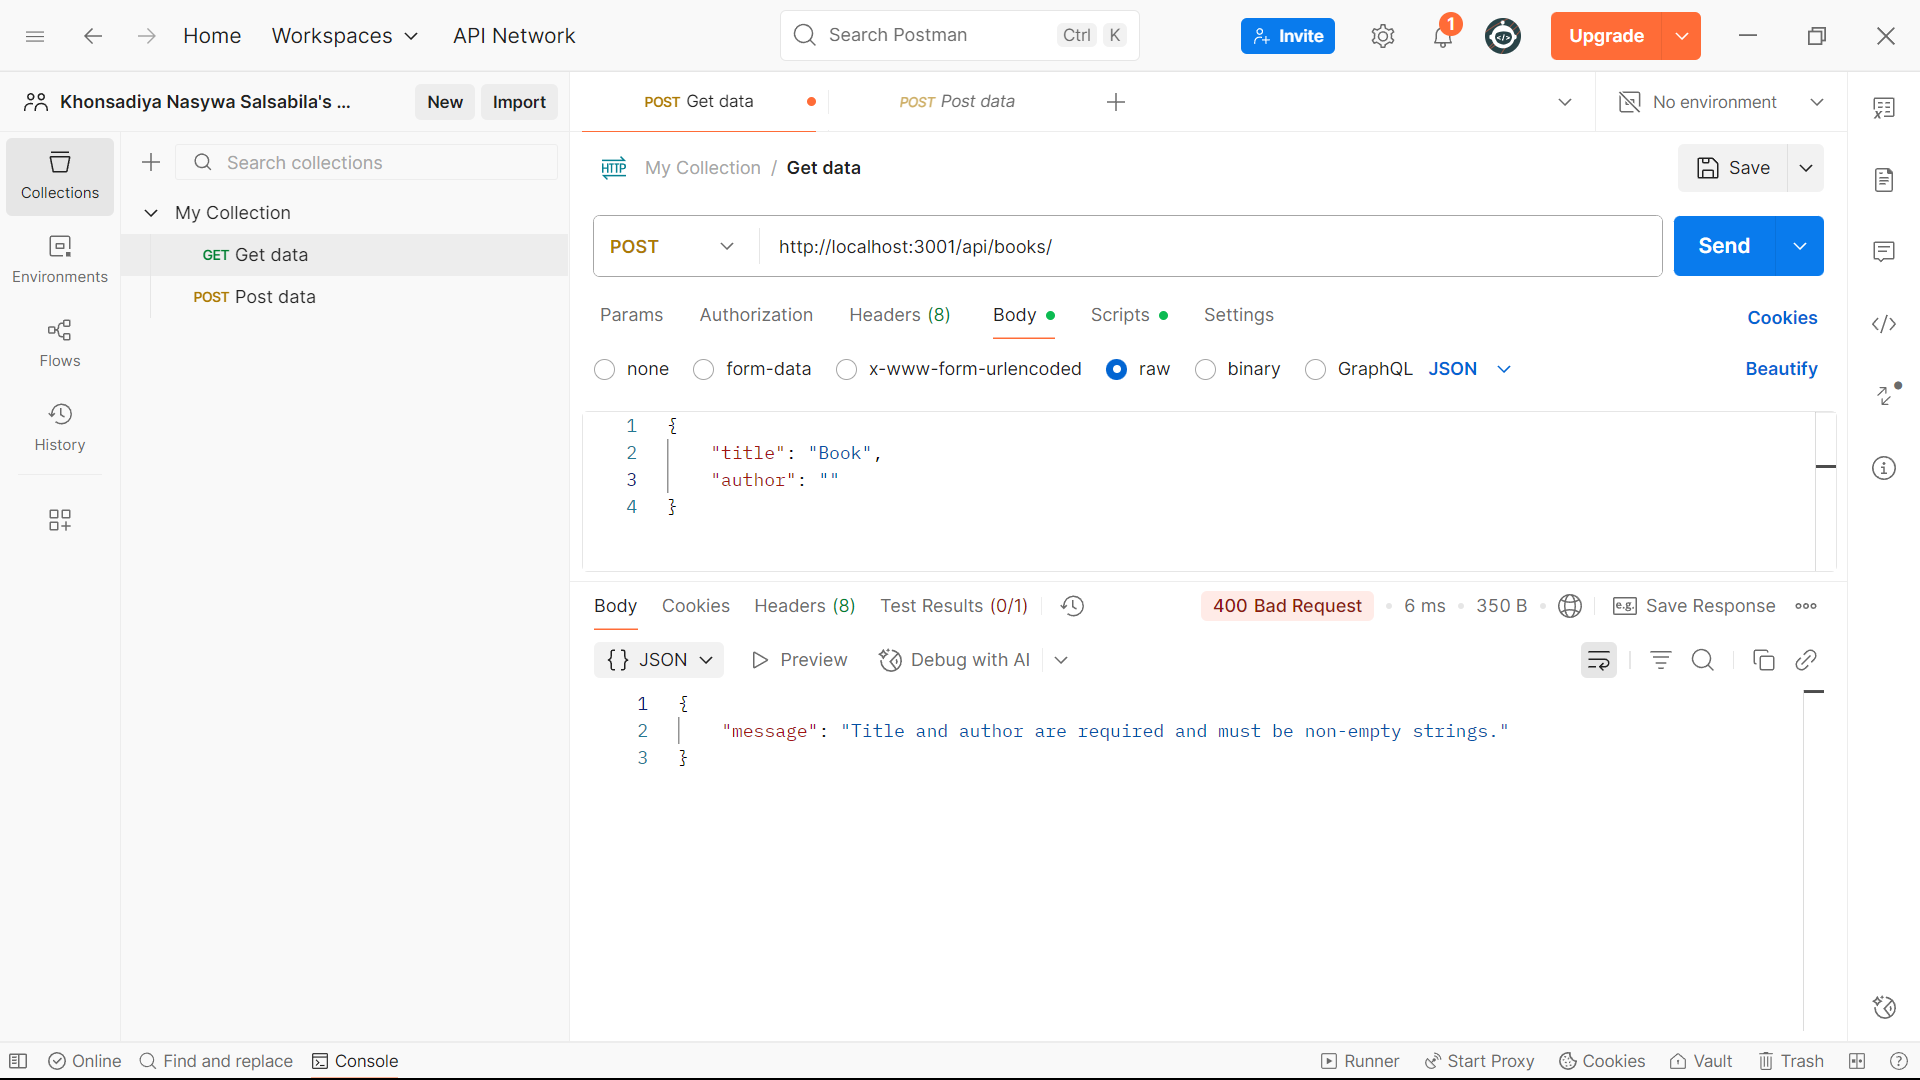 Home Workspaces API Network Search Postman Ctrl K Invite 1 Upgrade
Khonsadiya Nasywa Salsabila's ... New Import
POST Get data POST Post data No environment
Collections
Search collections
My Collection
GET Get data
POST Post data
Environments
Flows
History
HTTP My Collection / Get data Save
POST http://localhost:3001/api/books/ Send
Params Authorization Headers (8) Body Scripts Settings Cookies
none form-data x-www-form-urlencoded raw binary GraphQL JSON Beautify
1 {
2 "title": "Book",
3 "author": ""
4 }
Body Cookies Headers (8) Test Results (0/1) 400 Bad Request 6 ms 350 B e.g. Save Response
{} JSON Preview Debug with AI
1 {
2 "message": "Title and author are required and must be non-empty strings."
3 }
Online Find and replace Console Runner Start Proxy Cookies Vault Trash